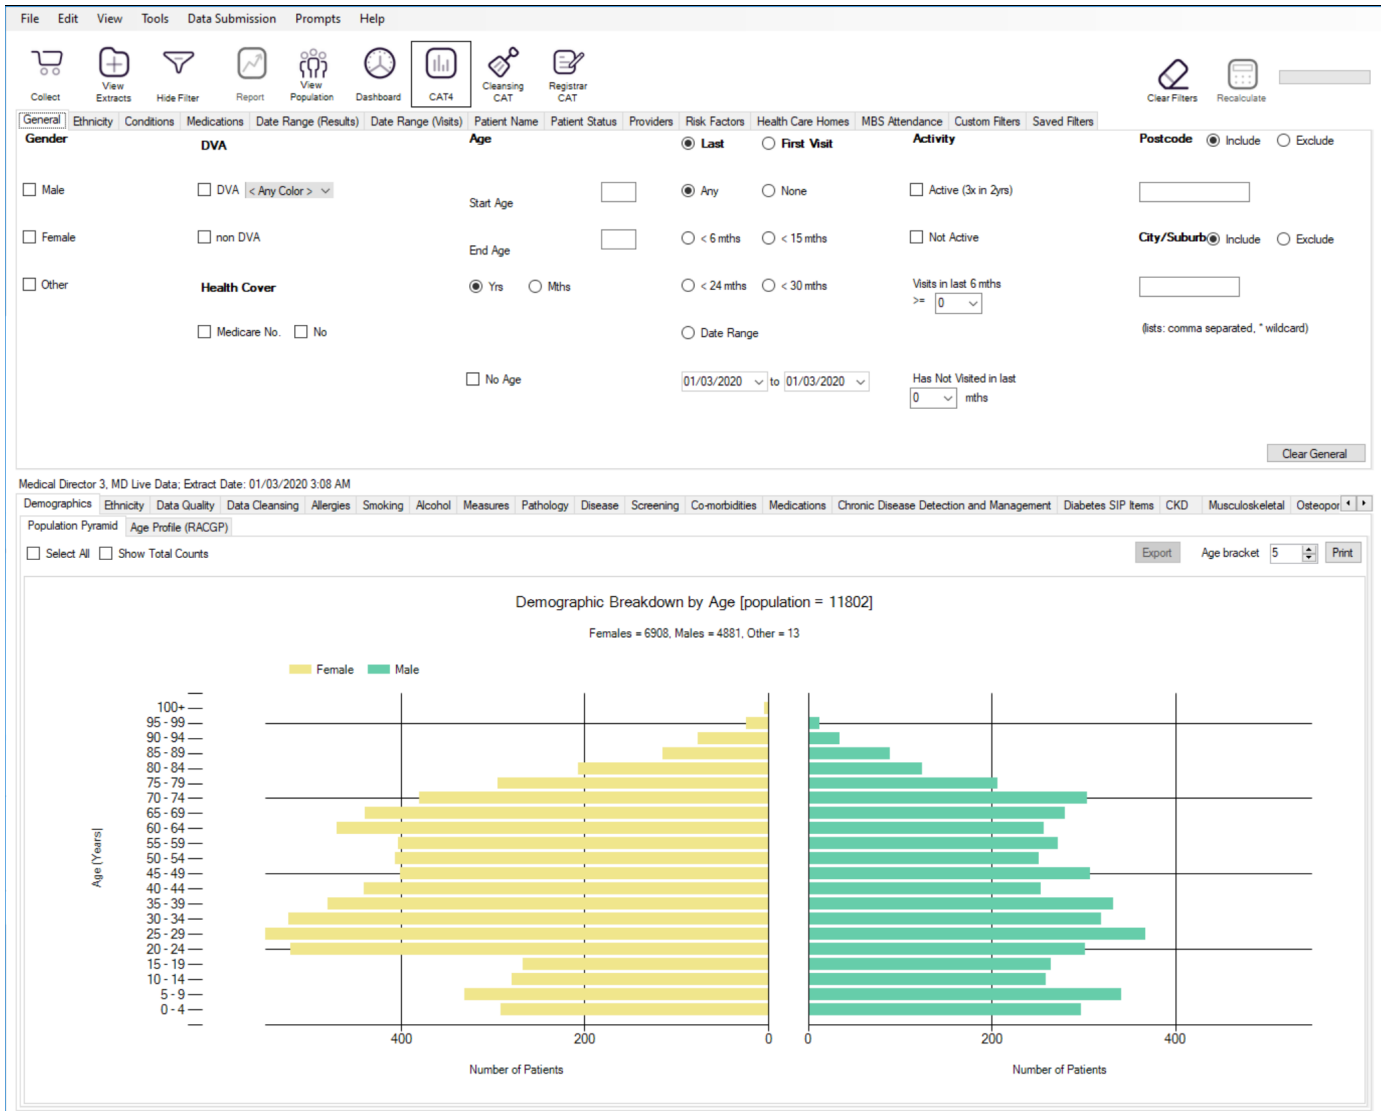 File Edit View Tools Data Submission Prompts Help
Collect View Extracts Hide Filter Report View Population Dashboard CAT4 Cleansing CAT Registrar CAT Clear Filters Recalculate
General Ethnicity Conditions Medications Date Range (Results) Date Range (Visits) Patient Name Patient Status Providers Risk Factors Health Care Homes MBS Attendance Custom Filters Saved Filters
Gender DVA Age Last First Visit Activity Postcode Include Exclude
Male DVA < Any Color > Start Age Any None Active (3x in 2yrs)
Female non DVA End Age < 6 mths < 15 mths Not Active City/Suburb Include Exclude
Other Health Cover Yrs Mths < 24 mths < 30 mths Visits in last 6 mths
>= 0
Medicare No. No Date Range (lists: comma separated, * wildcard)
No Age 01/03/2020 to 01/03/2020 Has Not Visited in last
0 mths
Clear General
Medical Director 3, MD Live Data; Extract Date: 01/03/2020 3:08 AM
Demographics Ethnicity Data Quality Data Cleansing Allergies Smoking Alcohol Measures Pathology Disease Screening Co-morbidities Medications Chronic Disease Detection and Management Diabetes SIP Items CKD Musculoskeletal Osteopor
Population Pyramid Age Profile (RACGP)
Select All Show Total Counts Export Age bracket 5 Print
Demographic Breakdown by Age [population = 11802]
Females = 6908, Males = 4881, Other = 13
Female Male
100+
95 - 99
90 - 94
85 - 89
80 - 84
75 - 79
70 - 74
65 - 69
60 - 64
55 - 59
50 - 54
45 - 49
40 - 44
35 - 39
30 - 34
25 - 29
20 - 24
15 - 19
10 - 14
5 - 9
0 - 4
Age (Years)
400 200 0 0 200 400
Number of Patients Number of Patients